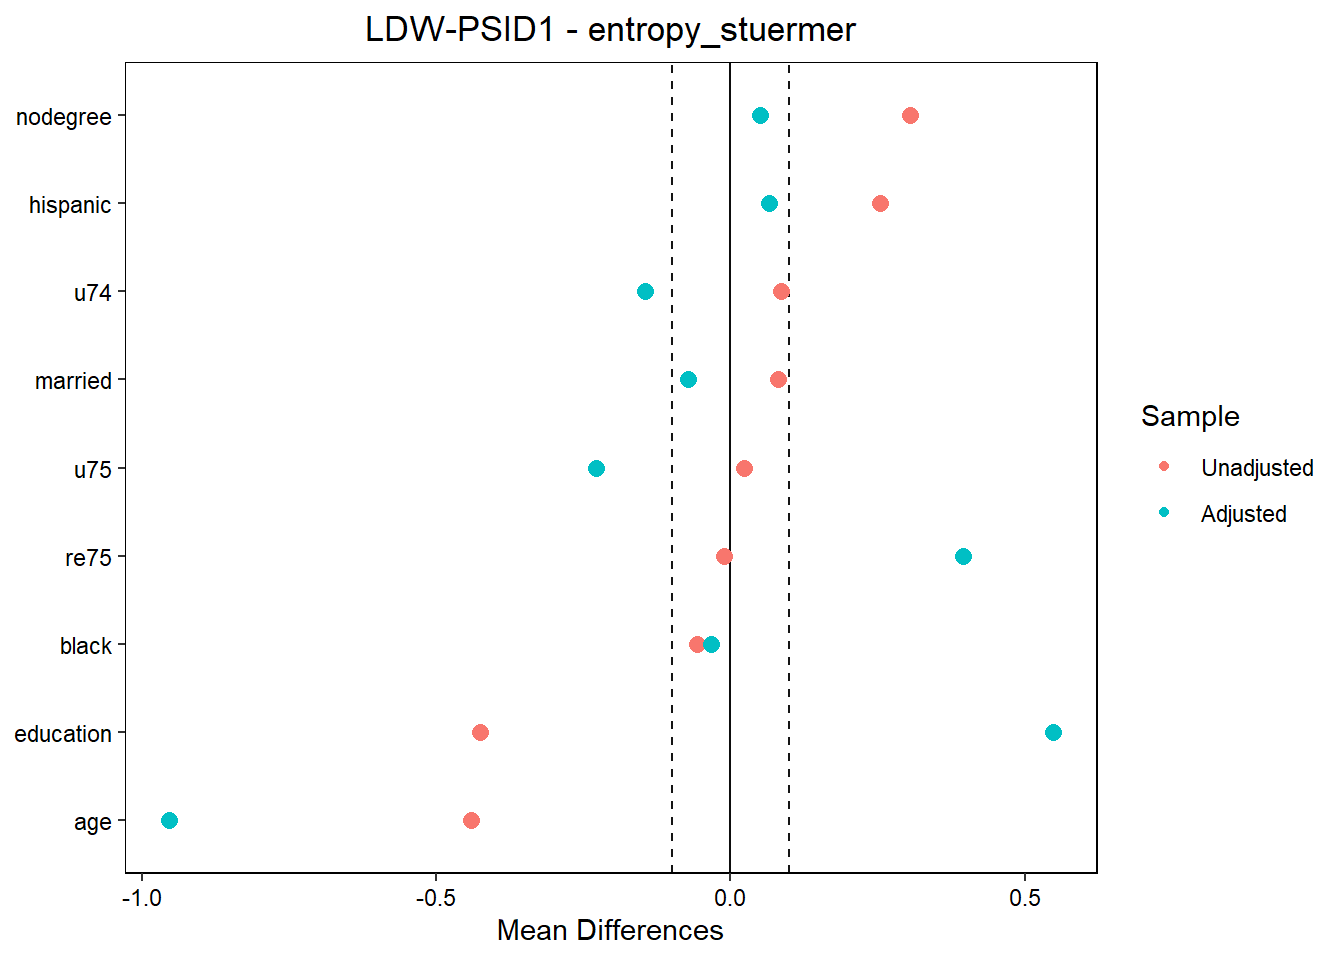 LDW-PSID1 - entropy_stuermer
nodegree
hispanic
u74
married
u75
re75
black
education
age
-1.0
-0.5
0.0
0.5
Mean Differences
Sample
Unadjusted
Adjusted